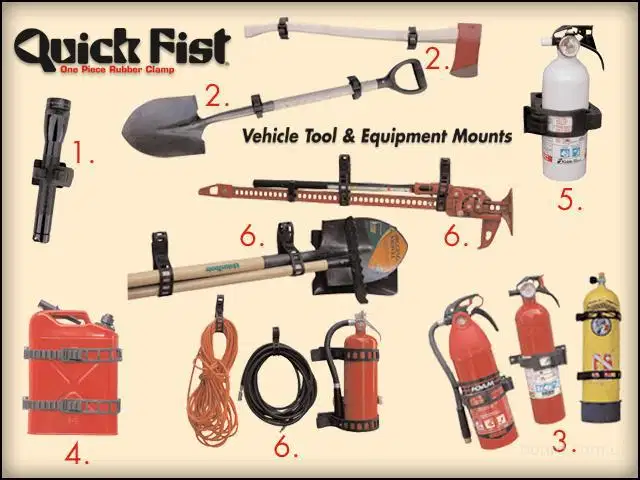 Quick Fist®
One Piece Rubber Clamp
2.
2.
Vehicle Tool & Equipment Mounts
1.
5.
6.
6.
FOAM
4.
6.
3.